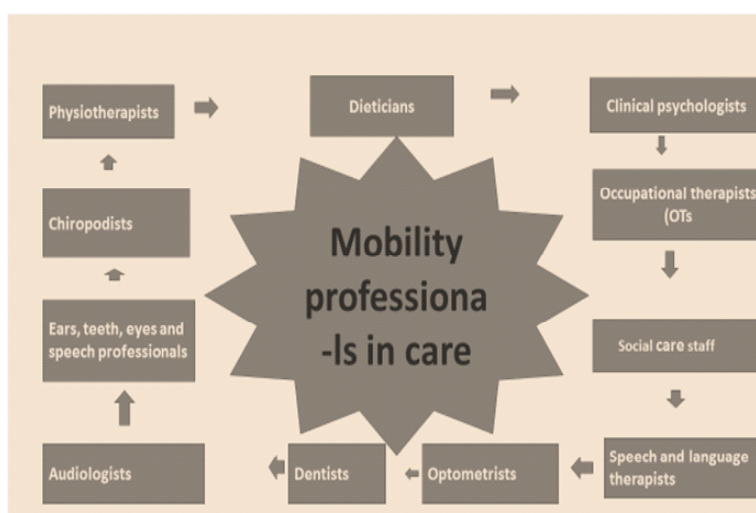 Physiotherapists
Dieticians
Clinical psychologists
Occupational therapists
(OTs
Social care staff
Speech and language
therapists
Optometrists
Dentists
Audiologists
Ears, teeth, eyes and
speech professionals
Chiropodists
Mobility
professiona
-ls in care